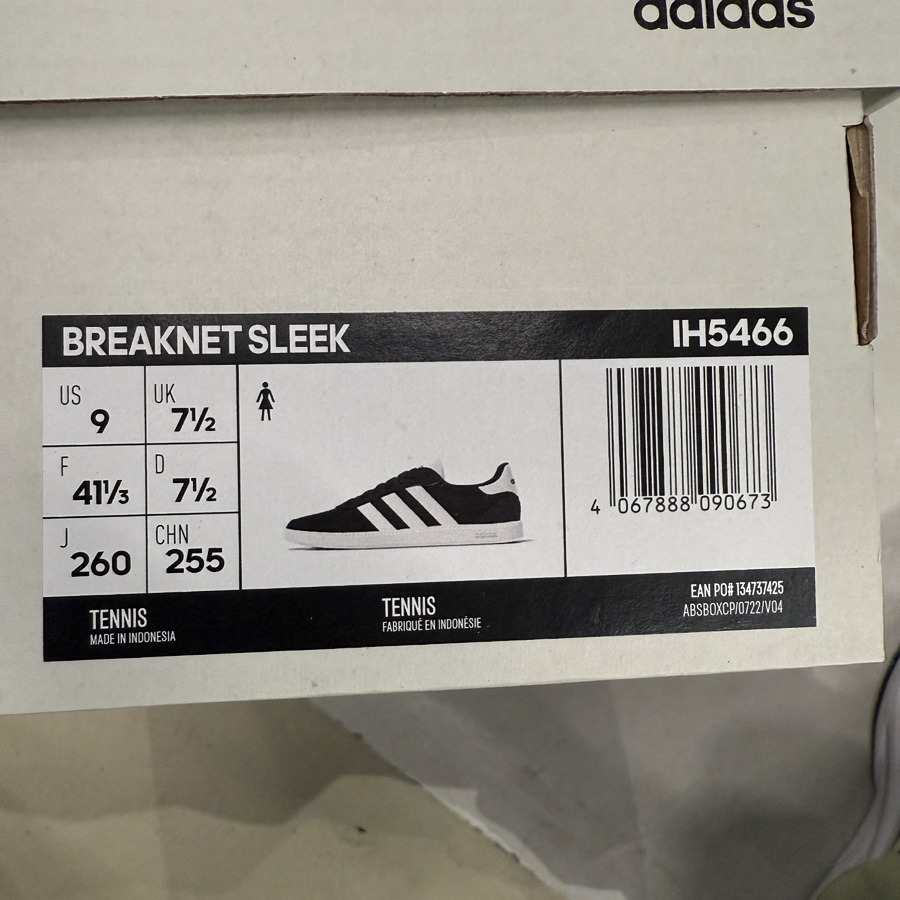 adidas
BREAKNET SLEEK IH5466
US 9 UK 7½
F 41⅓ D 7½
J 260 CHN 255
4 067888 090673
TENNIS
MADE IN INDONESIA
TENNIS
FABRIQUÉ EN INDONÉSIE
EAN PO# 134737425
ABSBOXCP/0722/V04